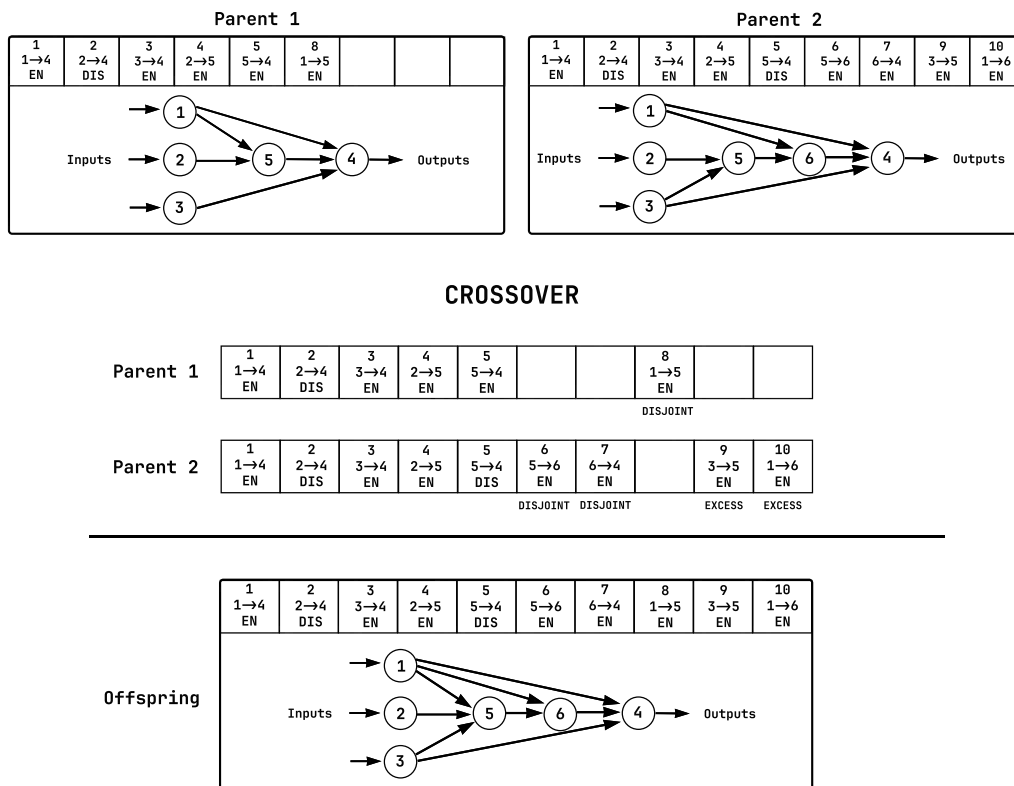 Parent 1
Parent 2
1 2 3 4 5 8
1→4 2→4 3→4 2→5 5→4 1→5
EN DIS EN EN EN EN
1 2 3 4 5 6 7 9 10
1→4 2→4 3→4 2→5 5→4 5→6 6→4 3→5 1→6
EN DIS EN EN DIS EN EN EN EN
1
Inputs 2 5 4 Outputs
3
1
Inputs 2 5 6 4 Outputs
3
CROSSOVER
1 2 3 4 5 8
Parent 1 1→4 2→4 3→4 2→5 5→4 1→5
EN DIS EN EN EN EN
DISJOINT
1 2 3 4 5 6 7 9 10
Parent 2 1→4 2→4 3→4 2→5 5→4 5→6 6→4 3→5 1→6
EN DIS EN EN DIS EN EN EN EN
DISJOINT DISJOINT EXCESS EXCESS
1 2 3 4 5 6 7 8 9 10
1→4 2→4 3→4 2→5 5→4 5→6 6→4 1→5 3→5 1→6
EN DIS EN EN DIS EN EN EN EN EN
1
Offspring
Inputs 2 5 6 4 Outputs
3